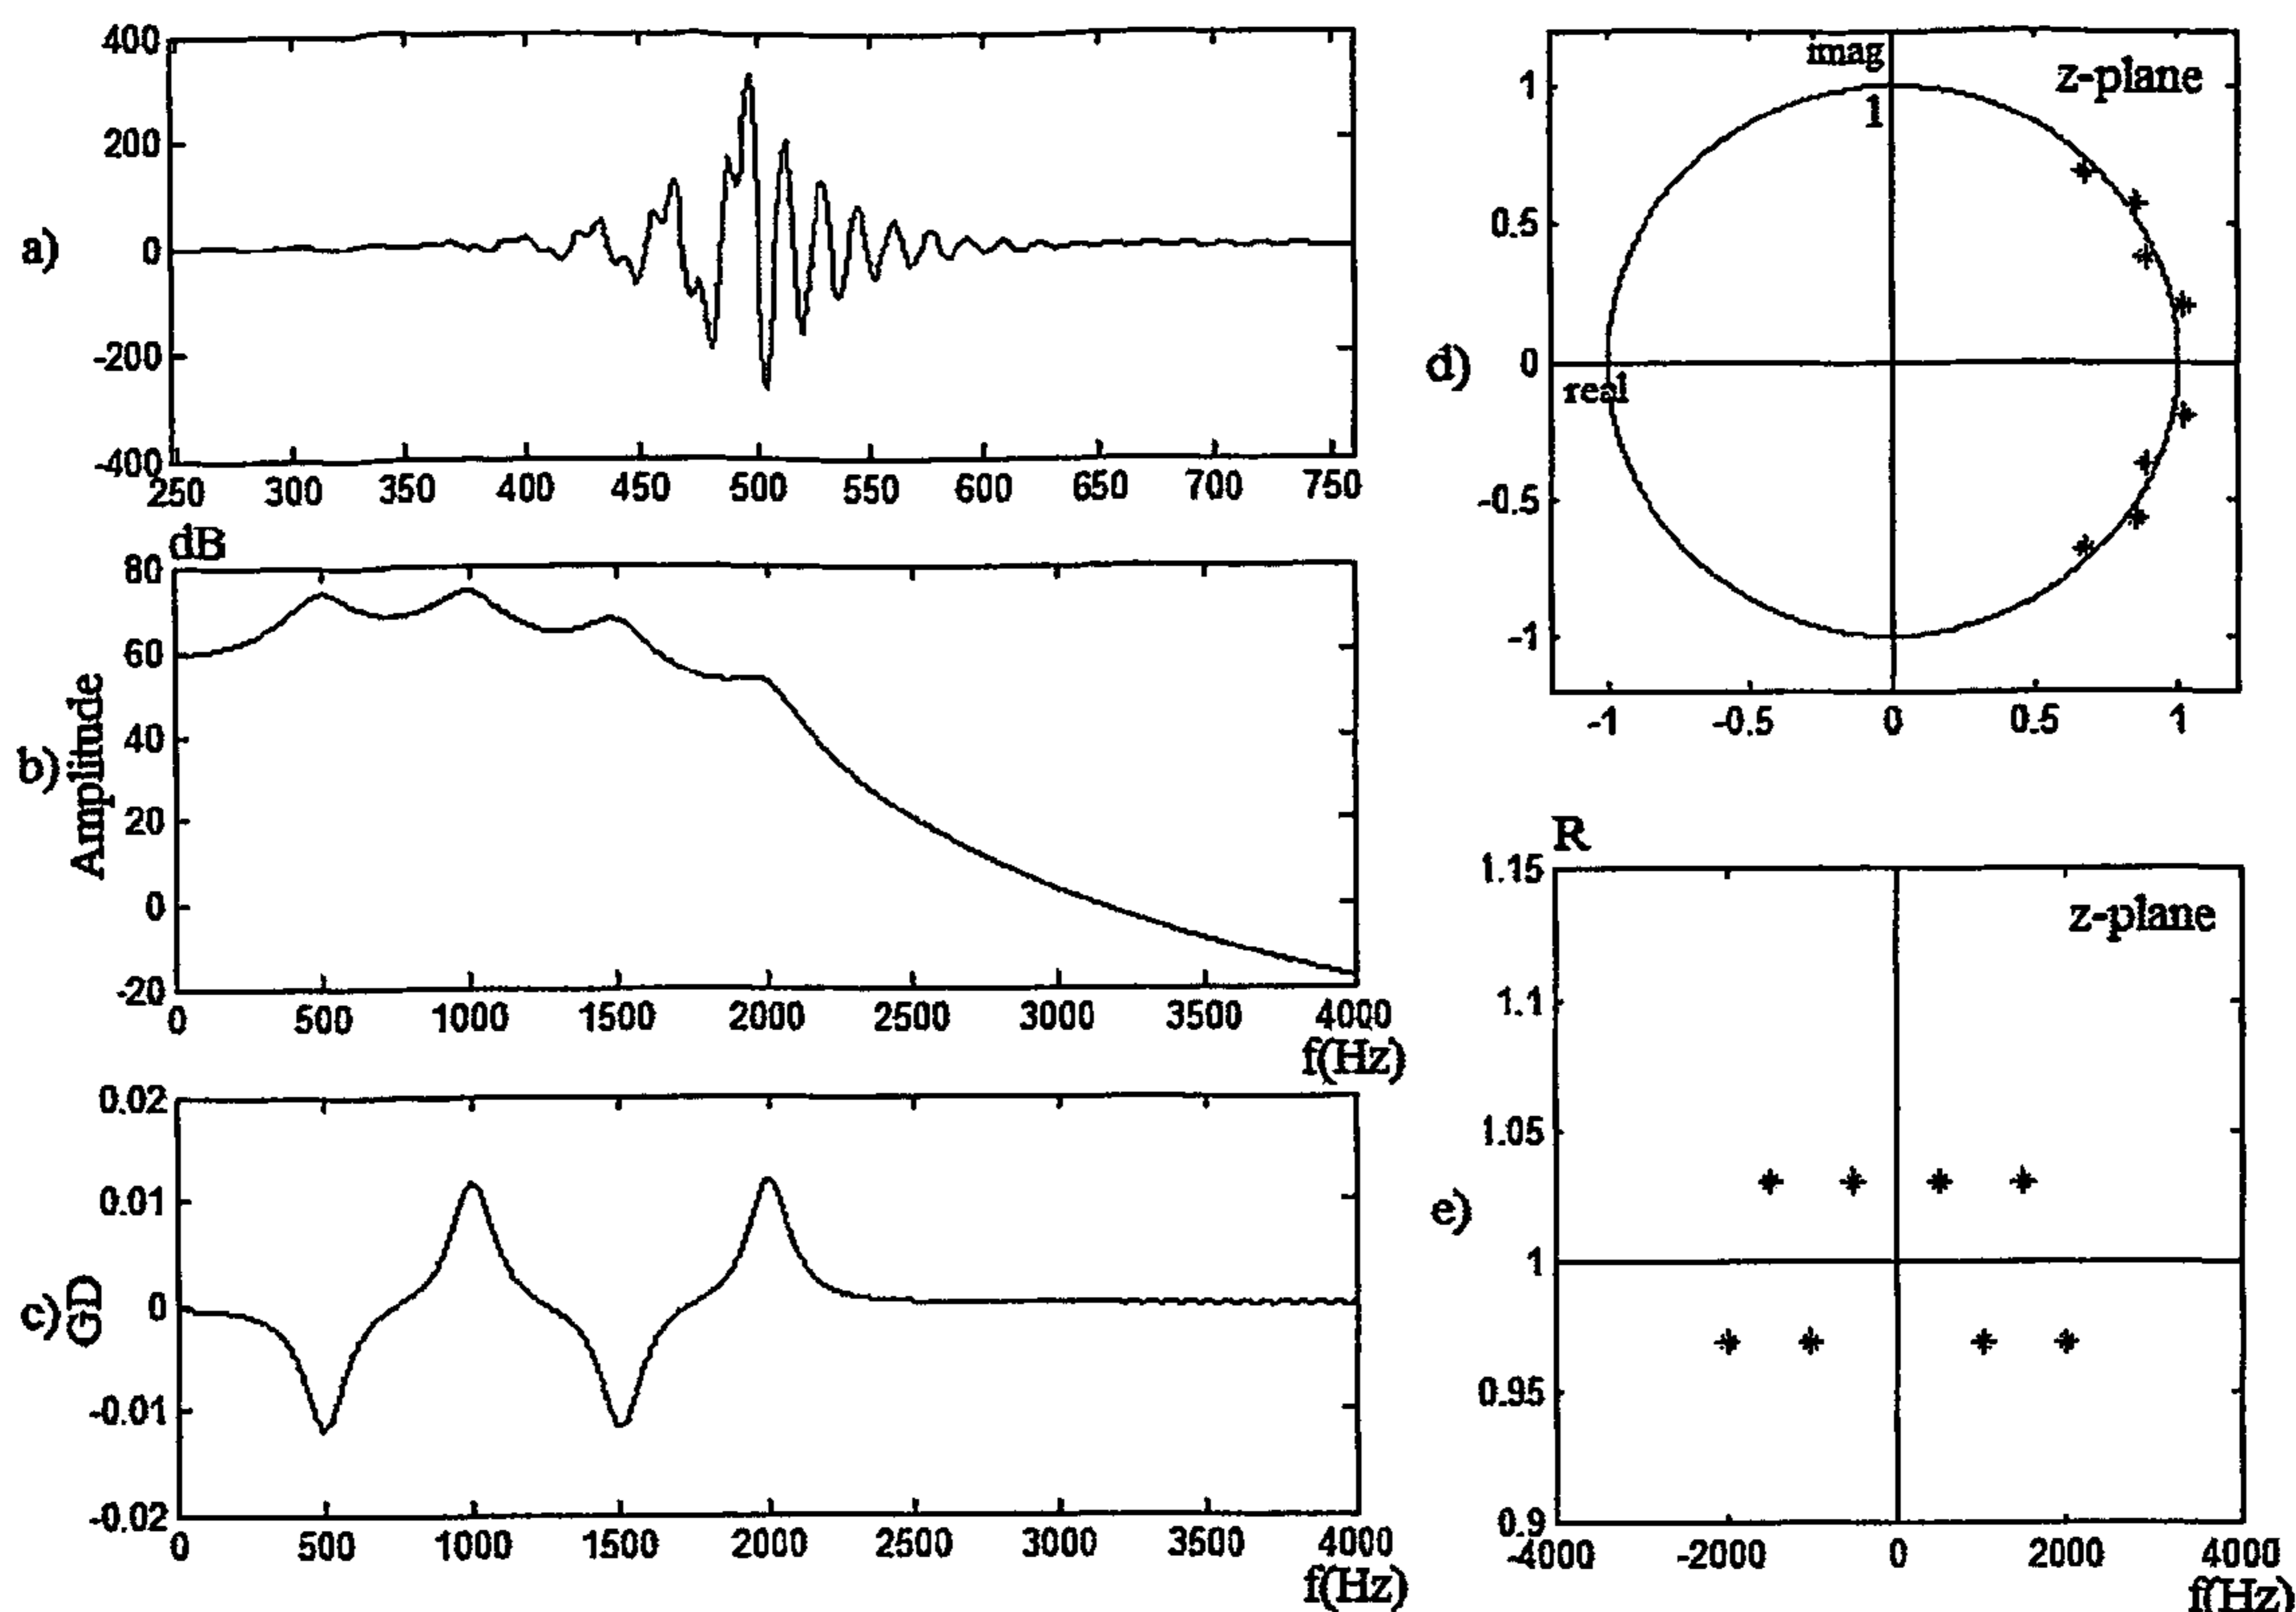 a)
400
200
0
-200
-400
250 300 350 400 450 500 550 600 650 700 750
b)
dB
Amplitude
80
60
40
20
0
-20
0 500 1000 1500 2000 2500 3000 3500 4000
f(Hz)
c)
GD
0.02
0.01
0
-0.01
-0.02
0 500 1000 1500 2000 2500 3000 3500 4000
f(Hz)
d)
imag
z-plane
1
1
0.5
0
real
-0.5
-1
-1 -0.5 0 0.5 1
e)
R
z-plane
1.15
1.1
1.05
1
0.95
0.9
-4000 -2000 0 2000 4000
f(Hz)